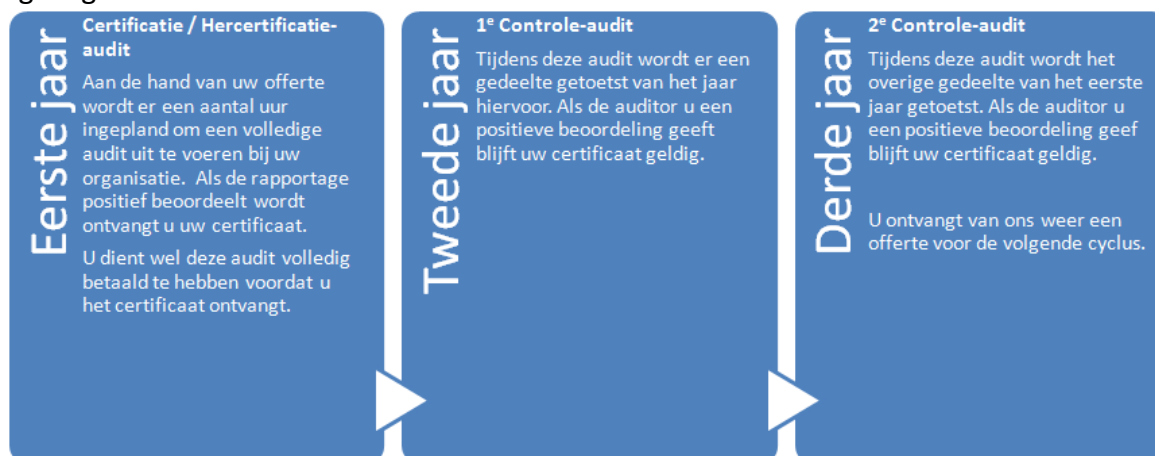 Eerste jaar
Certificatie / Hercertificatie-
audit
Aan de hand van uw offerte
wordt er een aantal uur
ingepland om een volledige
audit uit te voeren bij uw
organisatie.  Als de rapportage
positief beoordeelt wordt
ontvangt u uw certificaat.
U dient wel deze audit volledig
betaald te hebben voordat u
het certificaat ontvangt.
Tweede jaar
1e Controle-audit
Tijdens deze audit wordt er een
gedeelte getoetst van het jaar
hiervoor. Als de auditor u een
positieve beoordeling geeft
blijft uw certificaat geldig.
Derde jaar
2e Controle-audit
Tijdens deze audit wordt het
overige gedeelte van het eerste
jaar getoetst. Als de auditor u
een positieve beoordeling geef
blijft uw certificaat geldig.
U ontvangt van ons weer een
offerte voor de volgende cyclus.